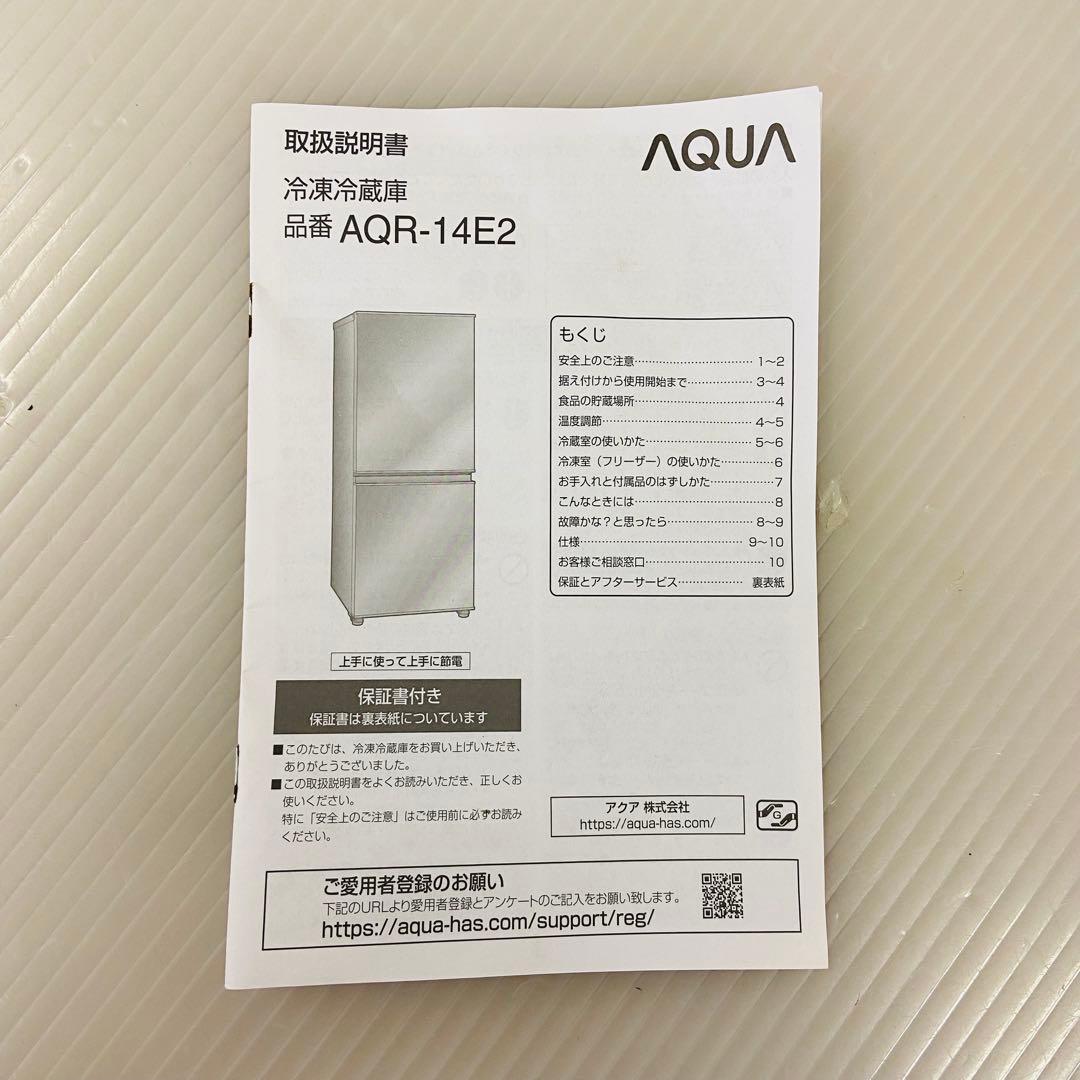 取扱説明書
AQUA
冷凍冷蔵庫
品番 AQR-14E2
もくじ
安全上のご注意 1～2
据え付けから使用開始まで 3～4
食品の貯蔵場所 4
温度調節 4～5
冷蔵室の使いかた 5～6
冷凍室（フリーザー）の使いかた 6
お手入れと付属品のはずしかた 7
こんなときには 8
故障かな？と思ったら 8～9
仕様 9～10
お客様ご相談窓口 10
保証とアフターサービス 裏表紙
上手に使って上手に節電
保証書付き
保証書は裏表紙についています
■このたびは、冷凍冷蔵庫をお買い上げいただき、
ありがとうございました。
■この取扱説明書をよくお読みいただき、正しくお
使いください。
特に「安全上のご注意」はご使用前に必ずお読み
ください。
アクア 株式会社
https://aqua-has.com/
G
ご愛用者登録のお願い
下記のURLより愛用者登録とアンケートのご記入をお願い致します。
https://aqua-has.com/support/reg/